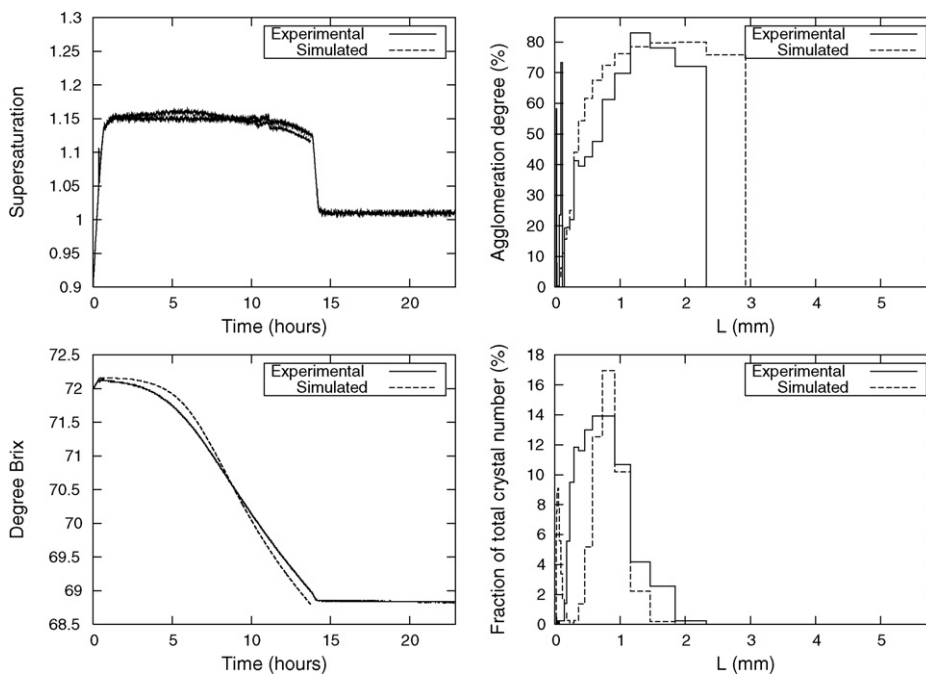 Supersaturation
1.3
1.25
1.2
1.15
1.1
1.05
1
0.95
0.9
Experimental
Simulated
0 5 10 15 20
Time (hours)
Agglomeration degree (%)
80
70
60
50
40
30
20
10
0
Experimental
Simulated
0 1 2 3 4 5
L (mm)
Degree Brix
72.5
72
71.5
71
70.5
70
69.5
69
68.5
Experimental
Simulated
0 5 10 15 20
Time (hours)
Fraction of total crystal number (%)
18
16
14
12
10
8
6
4
2
0
Experimental
Simulated
0 1 2 3 4 5
L (mm)